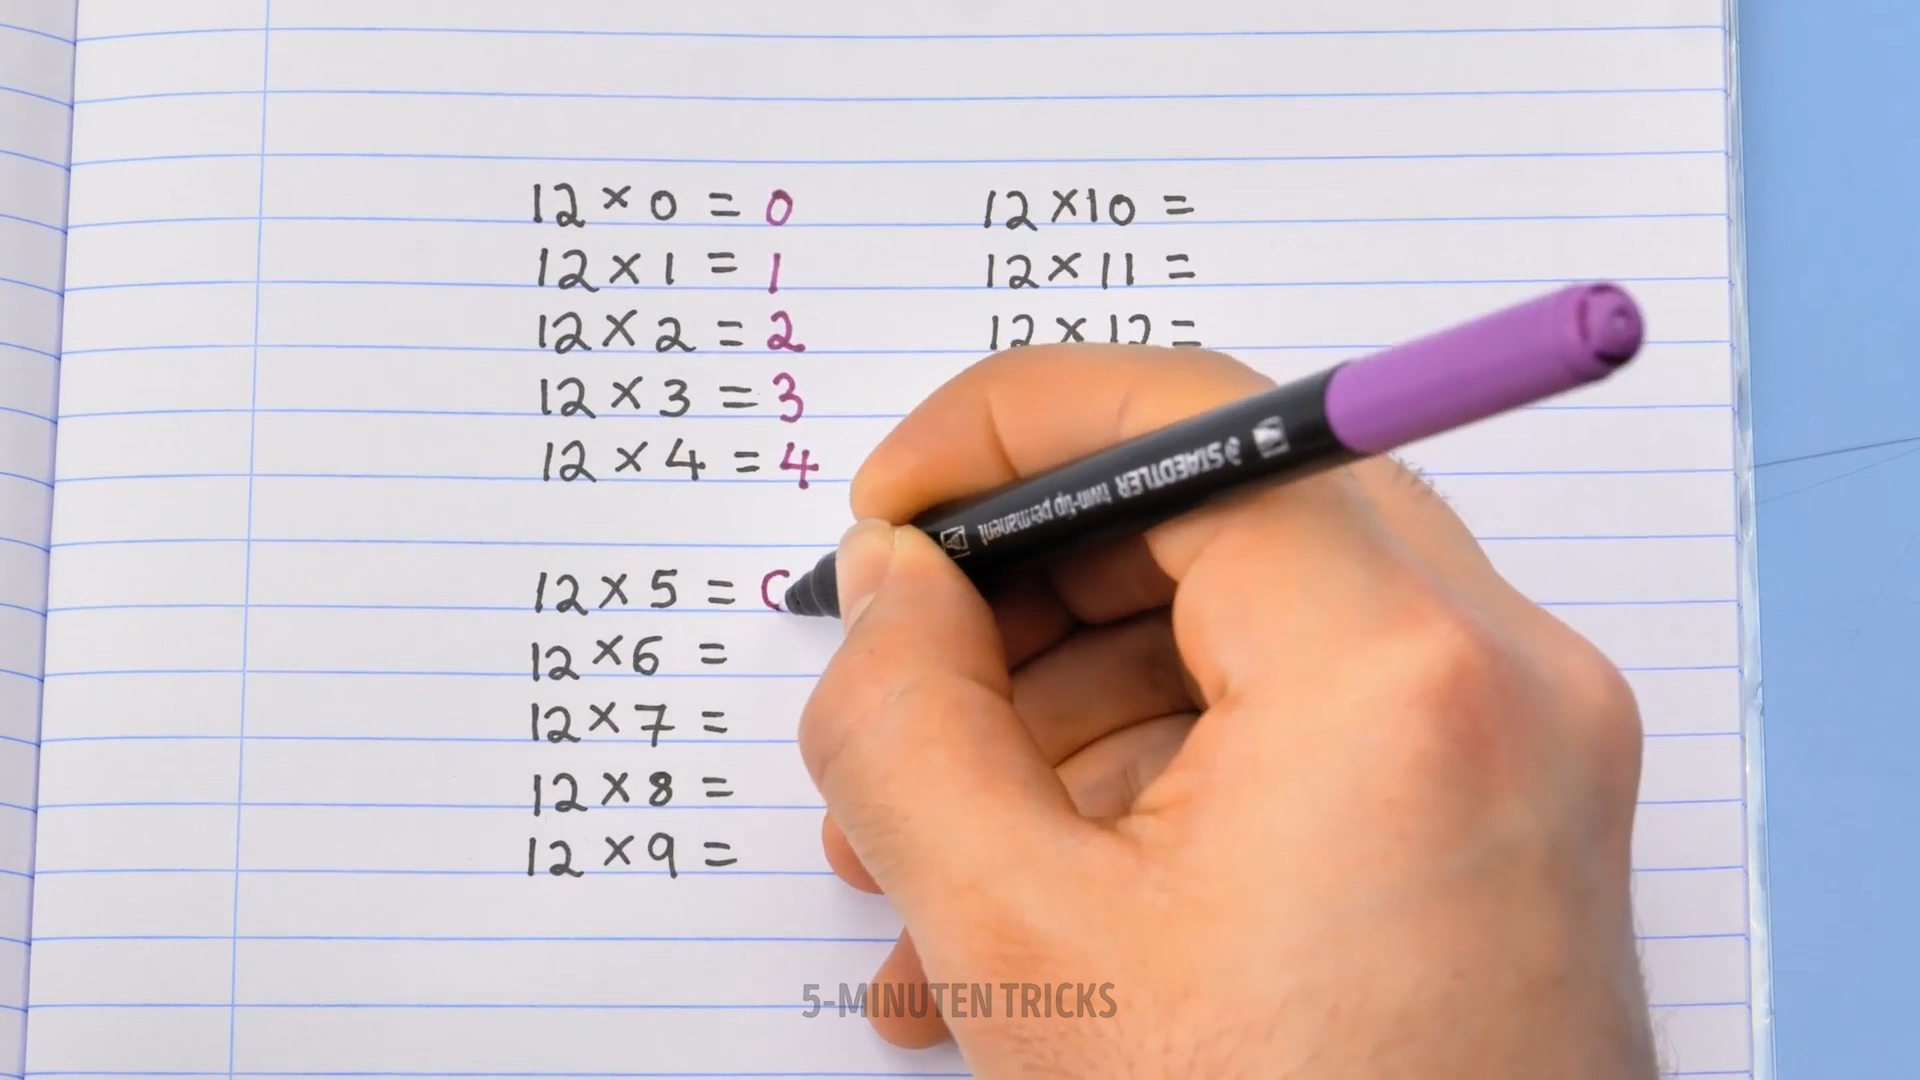 12 × 0 = 0
12 × 1 = 1
12 × 2 = 2
12 × 3 = 3
12 × 4 = 4
12 × 5 =
12 × 6 =
12 × 7 =
12 × 8 =
12 × 9 =
12 × 10 =
12 × 11 =
12 × 12 =
STAEDTLER twin-tip permanent
5-MINUTEN TRICKS